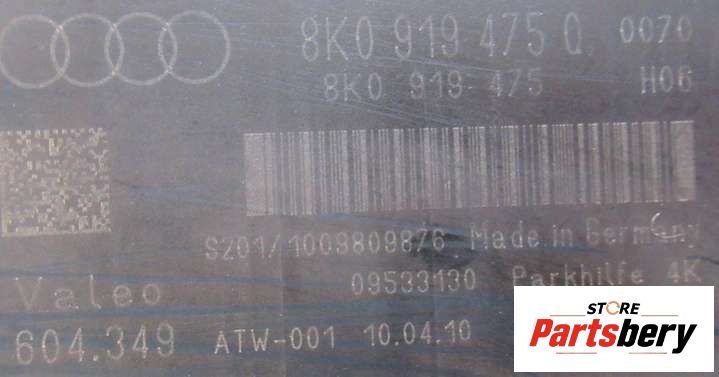 8K0 919 475 Q 0070
8K0 919 475 H06
S201/1009809876 Made in Germany
09533130 Parkhilfe 4K
Valeo
604.349 ATW-001 10.04.10
STORE
Partsbery